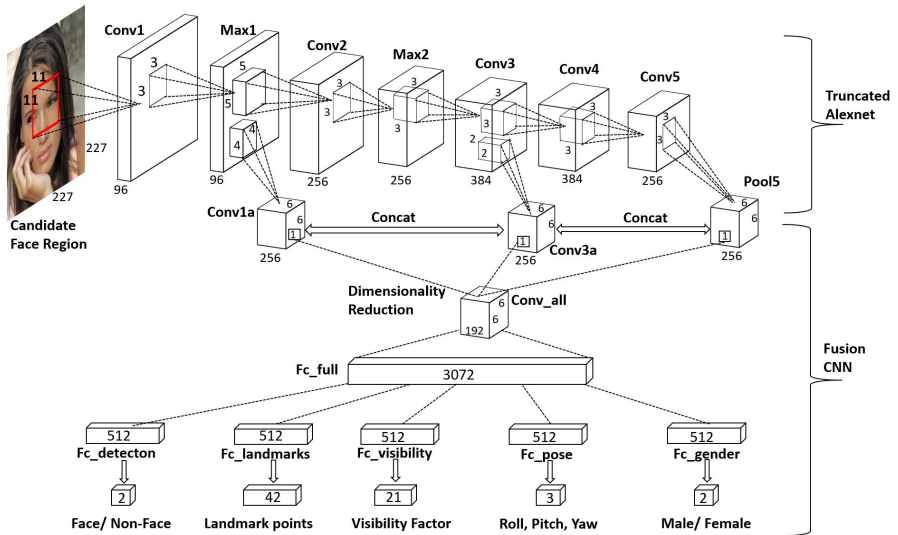 Conv1
Max1
Conv2
Max2
Conv3
Conv4
Conv5
Truncated
Alexnet
11
11
3
3
5
5
4
4
3
3
3
3
3
3
2
2
3
3
3
3
227
227
96
96
256
256
384
384
256
Candidate
Face Region
Conv1a
6
6
1
256
Concat
6
6
1
256
Conv3a
Concat
Pool5
6
6
1
256
Dimensionality
Reduction
Conv_all
6
6
192
Fusion
CNN
Fc_full
3072
512
512
512
512
512
Fc_detecton
Fc_landmarks
Fc_visibility
Fc_pose
Fc_gender
2
42
21
3
2
Face/ Non-Face
Landmark points
Visibility Factor
Roll, Pitch, Yaw
Male/ Female